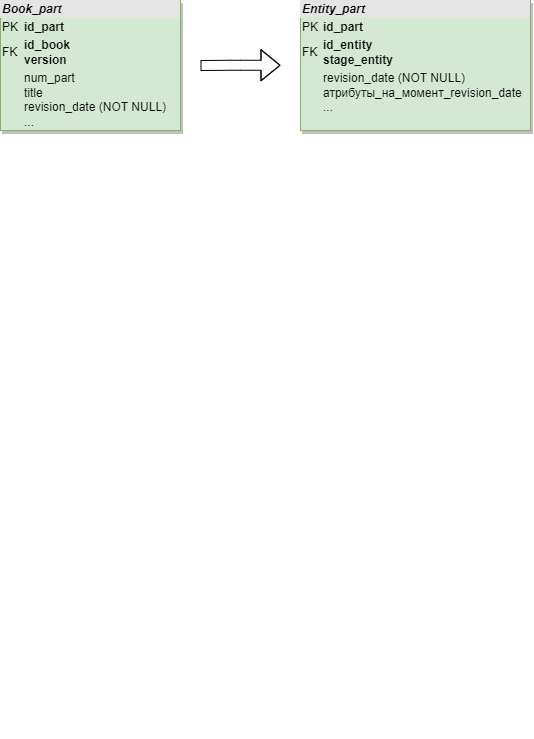 Book_part
PK id_part
FK id_book
version
num_part
title
revision_date (NOT NULL)
...
Entity_part
PK id_part
FK id_entity
stage_entity
revision_date (NOT NULL)
атрибуты_на_момент_revision_date
...